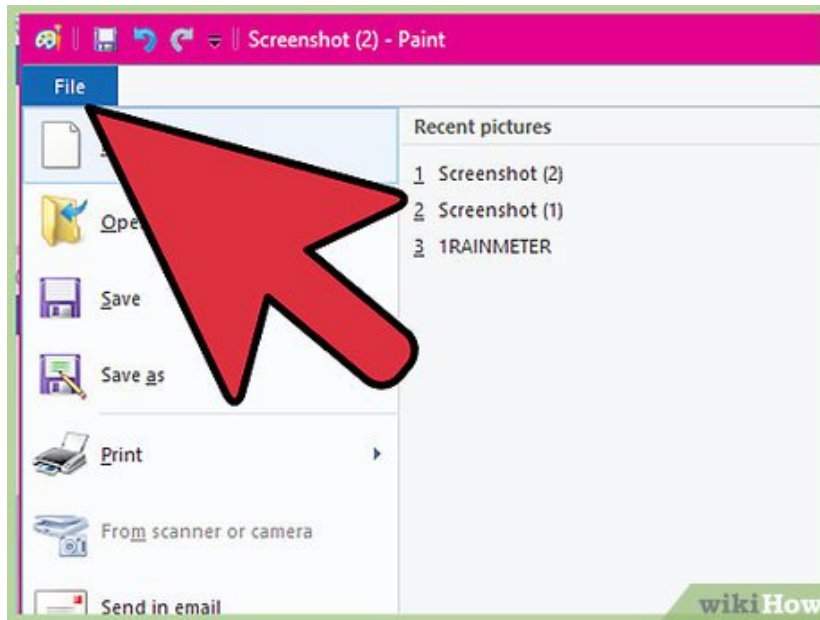 Screenshot (2) - Paint
File
Recent pictures
1 Screenshot (2)
2 Screenshot (1)
3 1RAINMETER
Save
Save as
Print
From scanner or camera
Send in email
wikiHow